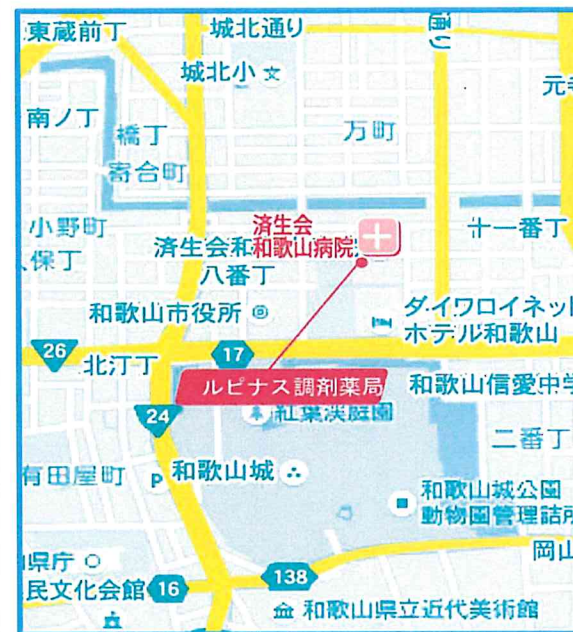 東蔵前丁
城北通り
通り
城北小
元寺
南ノ丁
橋丁
万町
寄合町
小野町
済生会
和歌山病院
十一番丁
保丁
済生会和
八番丁
和歌山市役所
ダイワロイネット
ホテル和歌山
26
北汀丁
17
ルピナス調剤薬局
和歌山信愛中学
24
紅葉渓庭園
二番丁
有田屋町
P
和歌山城
和歌山城公園
動物園管理詰所
岡山
県庁
民文化会館
16
138
和歌山県立近代美術館